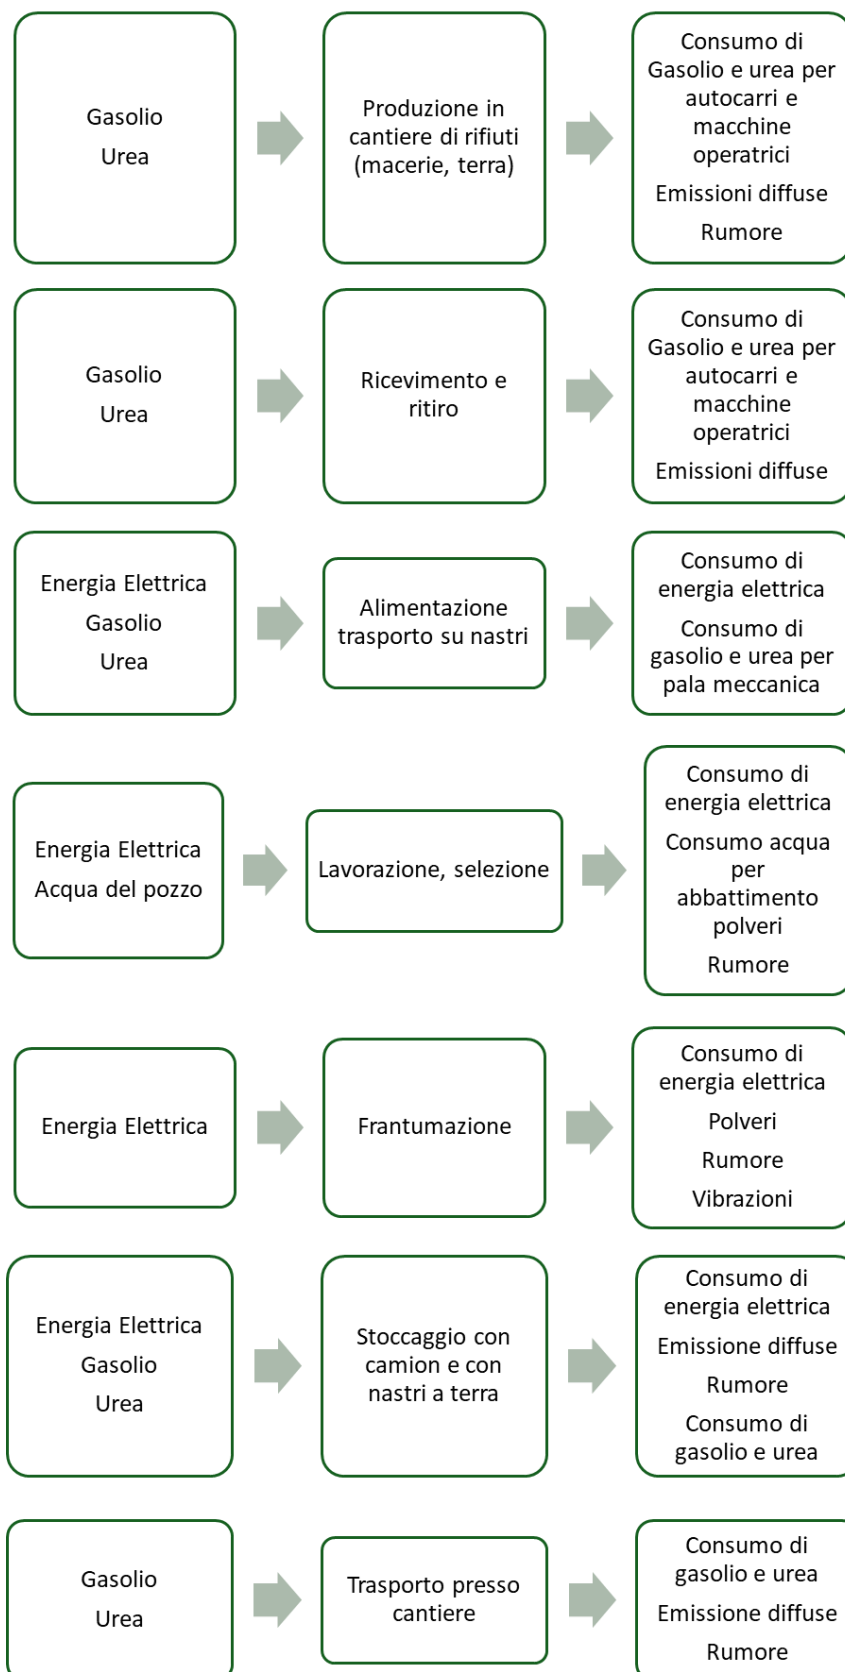 Gasolio
Urea
Produzione in
cantiere di rifiuti
(macerie, terra)
Consumo di
Gasolio e urea per
autocarri e
macchine
operatrici
Emissioni diffuse
Rumore
Gasolio
Urea
Ricevimento e
ritiro
Consumo di
Gasolio e urea per
autocarri e
macchine
operatrici
Emissioni diffuse
Energia Elettrica
Gasolio
Urea
Alimentazione
trasporto su nastri
Consumo di
energia elettrica
Consumo di
gasolio e urea per
pala meccanica
Energia Elettrica
Acqua del pozzo
Lavorazione, selezione
Consumo di
energia elettrica
Consumo acqua
per
abbattimento
polveri
Rumore
Energia Elettrica
Frantumazione
Consumo di
energia elettrica
Polveri
Rumore
Vibrazioni
Energia Elettrica
Gasolio
Urea
Stoccaggio con
camion e con
nastri a terra
Consumo di
energia elettrica
Emissione diffuse
Rumore
Consumo di
gasolio e urea
Gasolio
Urea
Trasporto presso
cantiere
Consumo di
gasolio e urea
Emissione diffuse
Rumore